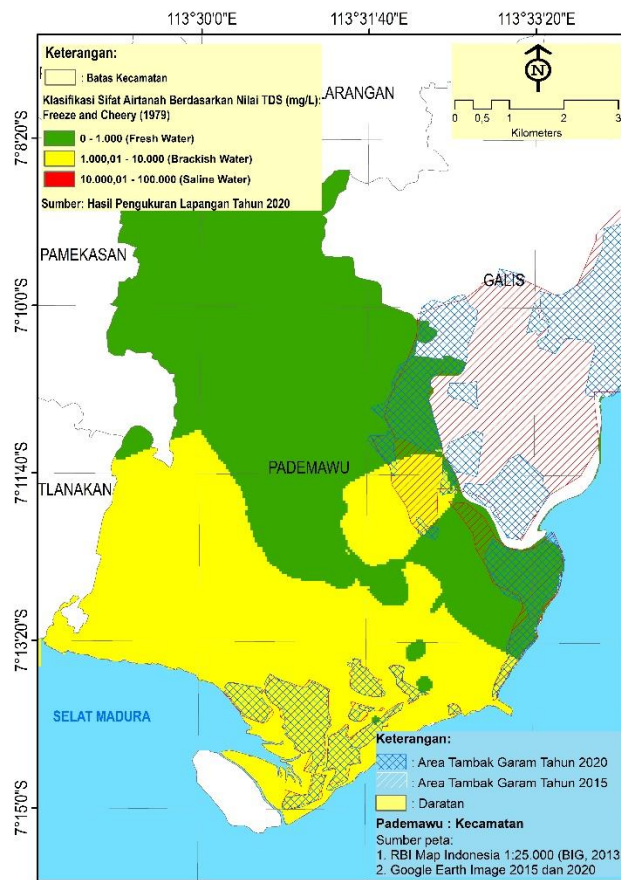 113°30'0"E 113°31'40"E 113°33'20"E
Keterangan:
: Batas Kecamatan
Klasifikasi Sifat Airtanah Berdasarkan Nilai TDS (mg/L):
Freeze and Cheery (1979)
0 - 1.000 (Fresh Water)
1.000,01 - 10.000 (Brackish Water)
10.000,01 - 100.000 (Saline Water)
Sumber: Hasil Pengukuran Lapangan Tahun 2020
N
0 0,5 1 2 3
Kilometers
LARANGAN
7°8'20"S
PAMEKASAN
GALIS
7°10'0"S
PADEMAWU
7°11'40"S
TLANAKAN
7°13'20"S
SELAT MADURA
7°15'0"S
Keterangan:
: Area Tambak Garam Tahun 2020
: Area Tambak Garam Tahun 2015
: Daratan
Pademawu : Kecamatan
Sumber peta:
1. RBI Map Indonesia 1:25.000 (BIG, 2013
2. Google Earth Image 2015 dan 2020